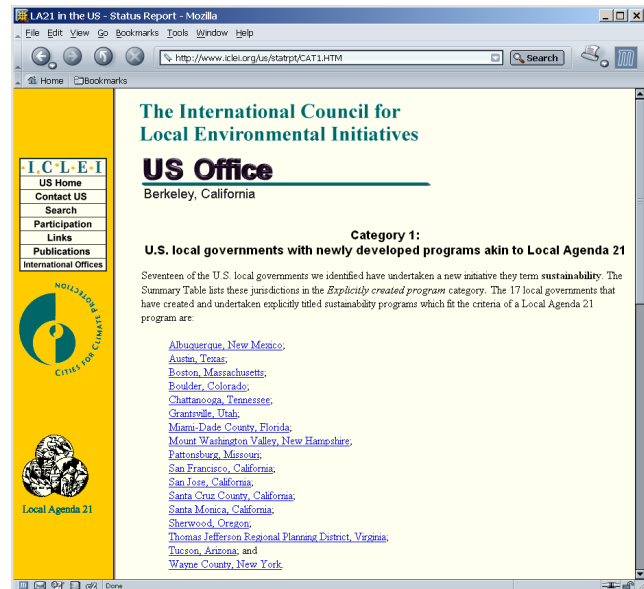 LA21 in the US - Status Report - Mozilla
File Edit View Go Bookmarks Tools Window Help
http://www.iclei.org/us/statrpt/CAT1.HTM
Search
Home Bookmarks
The International Council for
Local Environmental Initiatives
US Office
Berkeley, California
I.C.L.E.I
US Home
Contact US
Search
Participation
Links
Publications
International Offices
CITIES FOR CLIMATE PROTECTION
Local Agenda 21
Category 1:
U.S. local governments with newly developed programs akin to Local Agenda 21
Seventeen of the U.S. local governments we identified have undertaken a new initiative they term sustainability. The
Summary Table lists these jurisdictions in the Explicitly created program category. The 17 local governments that
have created and undertaken explicitly titled sustainability programs which fit the criteria of a Local Agenda 21
program are:
Albuquerque, New Mexico;
Austin, Texas;
Boston, Massachusetts;
Boulder, Colorado;
Chattanooga, Tennessee;
Grantsville, Utah;
Miami-Dade County, Florida;
Mount Washington Valley, New Hampshire;
Pattonsburg, Missouri;
San Francisco, California;
San Jose, California;
Santa Cruz County, California;
Santa Monica, California;
Sherwood, Oregon;
Thomas Jefferson Regional Planning District, Virginia;
Tucson, Arizona; and
Wayne County, New York.
Done